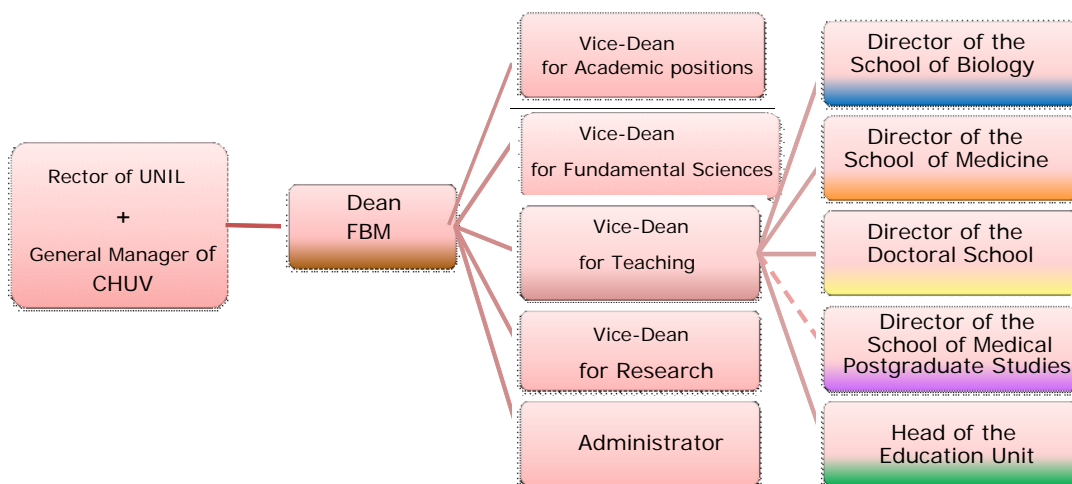 Rector of UNIL
+
General Manager of
CHUV
Dean
FBM
Vice-Dean
for Academic positions
Vice-Dean
for Fundamental Sciences
Vice-Dean
for Teaching
Vice-Dean
for Research
Administrator
Director of the
School of Biology
Director of the
School of Medicine
Director of the
Doctoral School
Director of the
School of Medical
Postgraduate Studies
Head of the
Education Unit